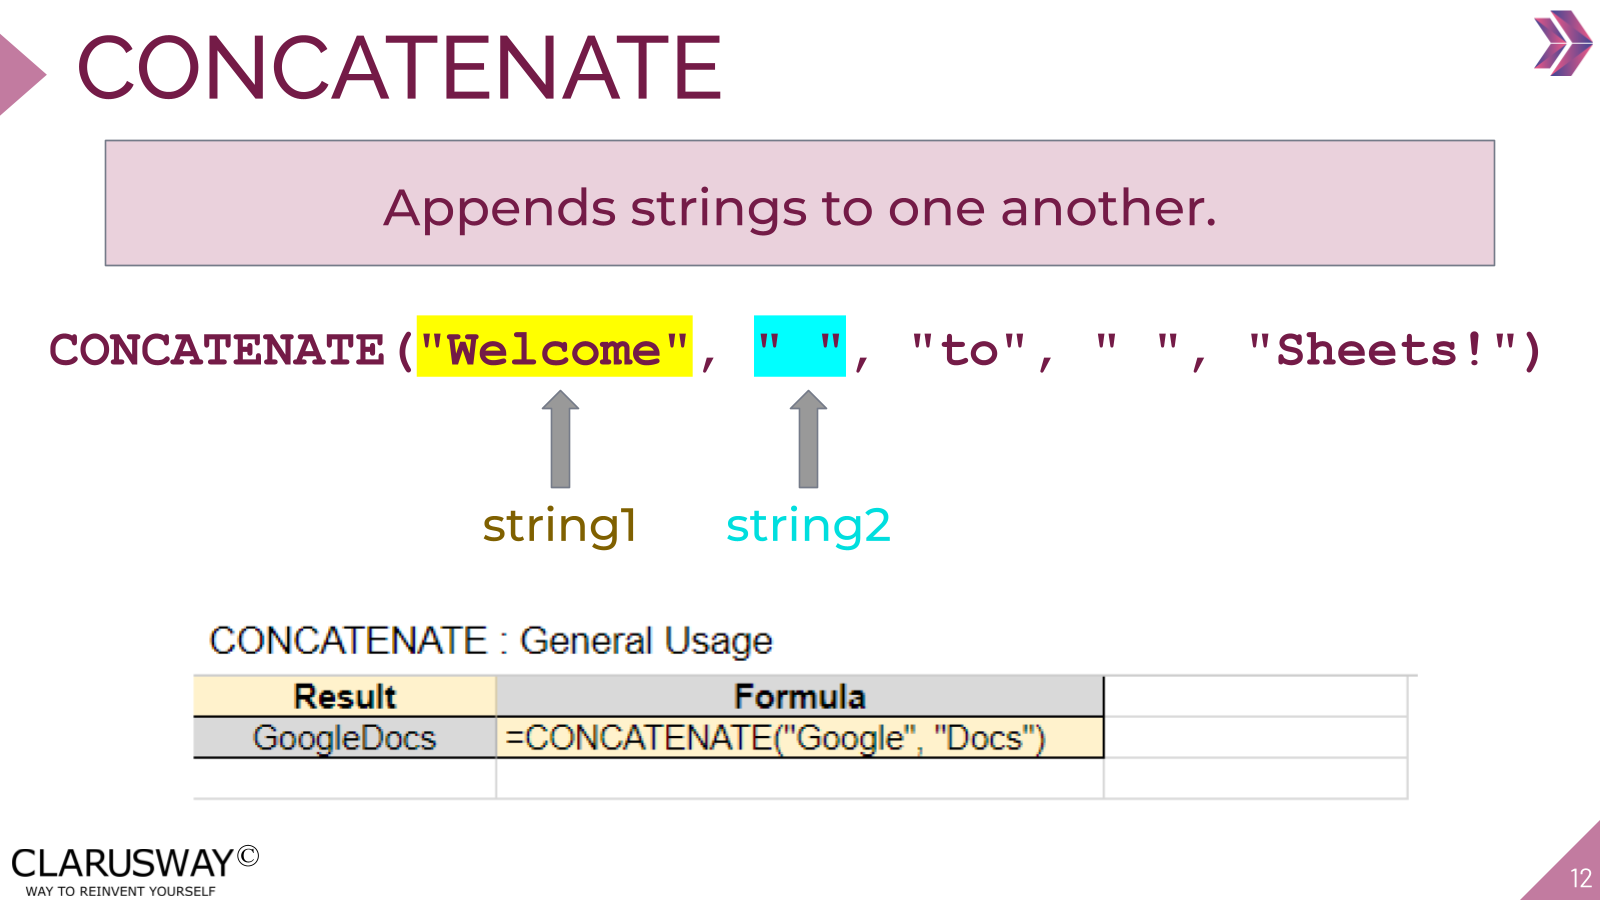 CONCATENATE
Appends strings to one another.
CONCATENATE("Welcome", " ", "to", " ", "Sheets!")
string1 string2
CONCATENATE : General Usage
Result Formula
GoogleDocs =CONCATENATE("Google", "Docs")
CLARUSWAY©
WAY TO REINVENT YOURSELF
12